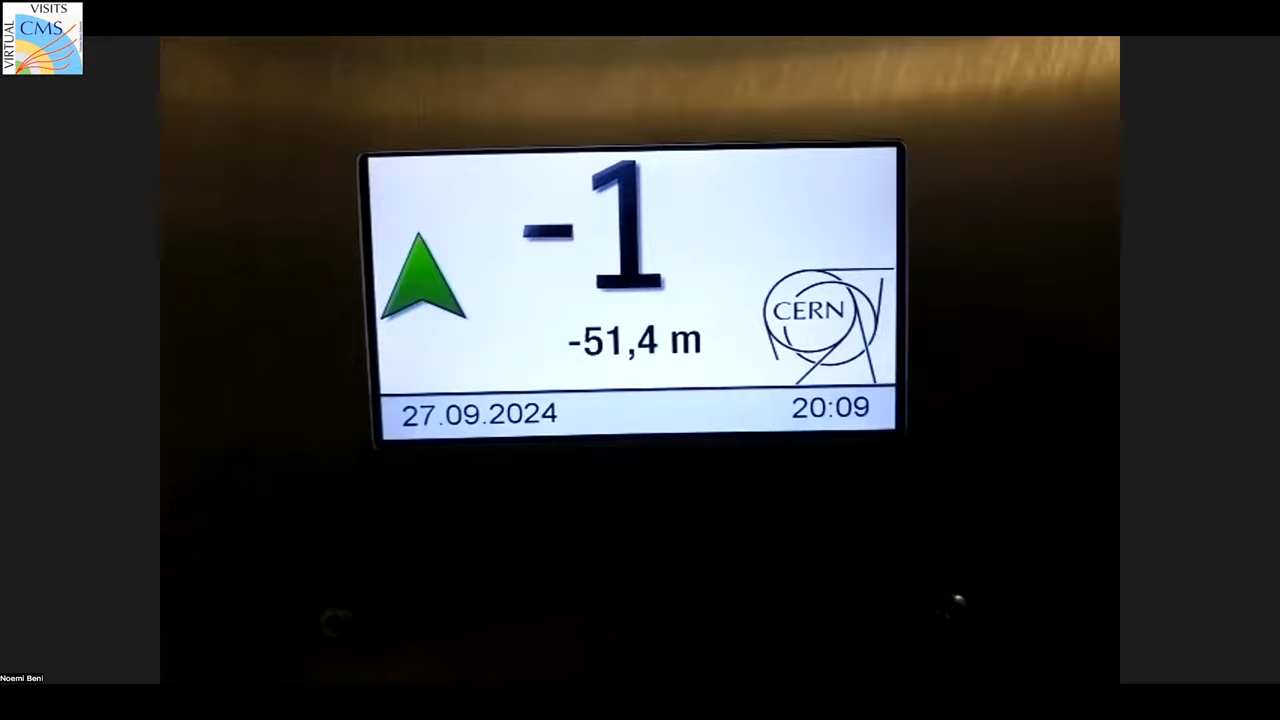 VISITS
VIRTUAL
CMS
-1
-51,4 m
CERN
27.09.2024
20:09
Noemi Beni